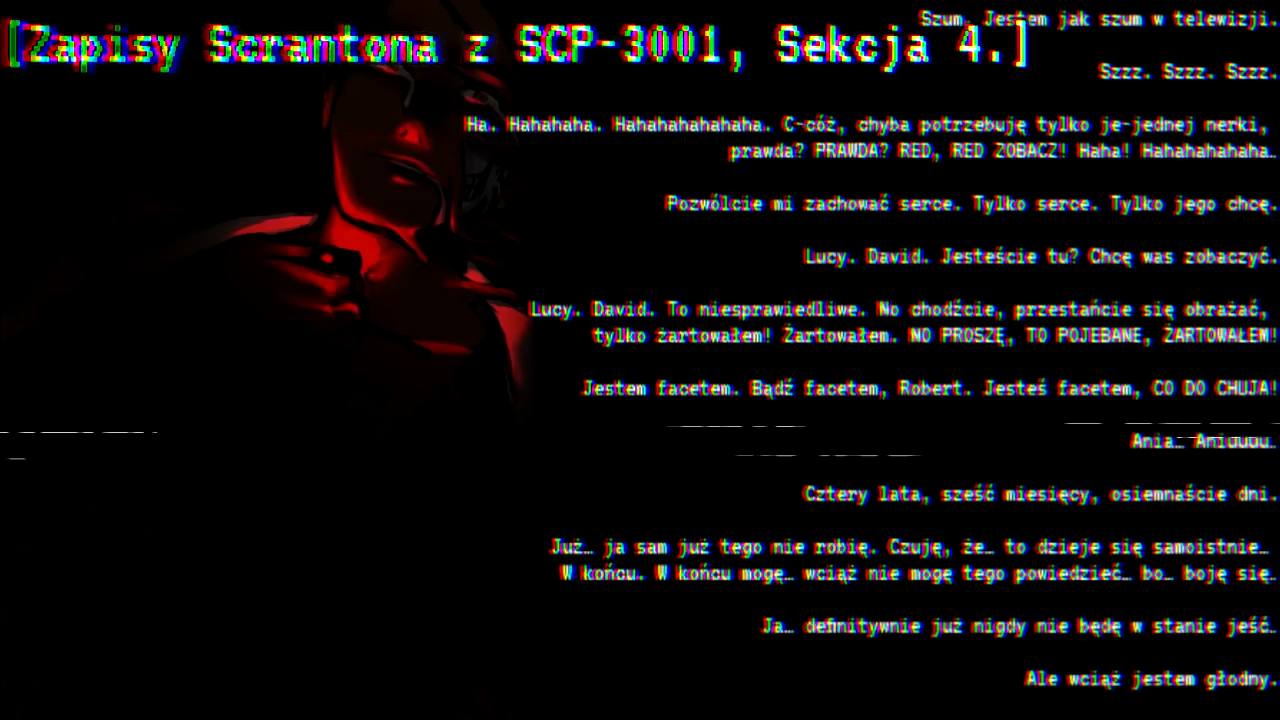 [Zapisy Scrantona z SCP-3001, Sekcja 4.]
Szum. Jestem jak szum w telewizji.
Szzz. Szzz. Szzz.
Ha. Hahahaha. Hahahahahahaha. C-cóż, chyba potrzebuję tylko je-jednej nerki,
prawda? PRAWDA? RED, RED ZOBACZ! Haha! Hahahahahaha…
Pozwólcie mi zachować serce. Tylko serce. Tylko jego chcę.
Lucy. David. Jesteście tu? Chcę was zobaczyć.
Lucy. David. To niesprawiedliwe. No chodźcie, przestańcie się obrażać,
tylko żartowałem! Żartowałem. NO PROSZĘ, TO POJEBANE, ŻARTOWAŁEM!
Jestem facetem. Bądź facetem, Robert. Jesteś facetem, CO DO CHUJA!
Ania… Aniuuuu…
Cztery lata, sześć miesięcy, osiemnaście dni.
Już… ja sam już tego nie robię. Czuję, że… to dzieje się samoistnie…
W końcu. W końcu mogę… wciąż nie mogę tego powiedzieć… bo… boję się…
Ja… definitywnie już nigdy nie będę w stanie jeść…
Ale wciąż jestem głodny.